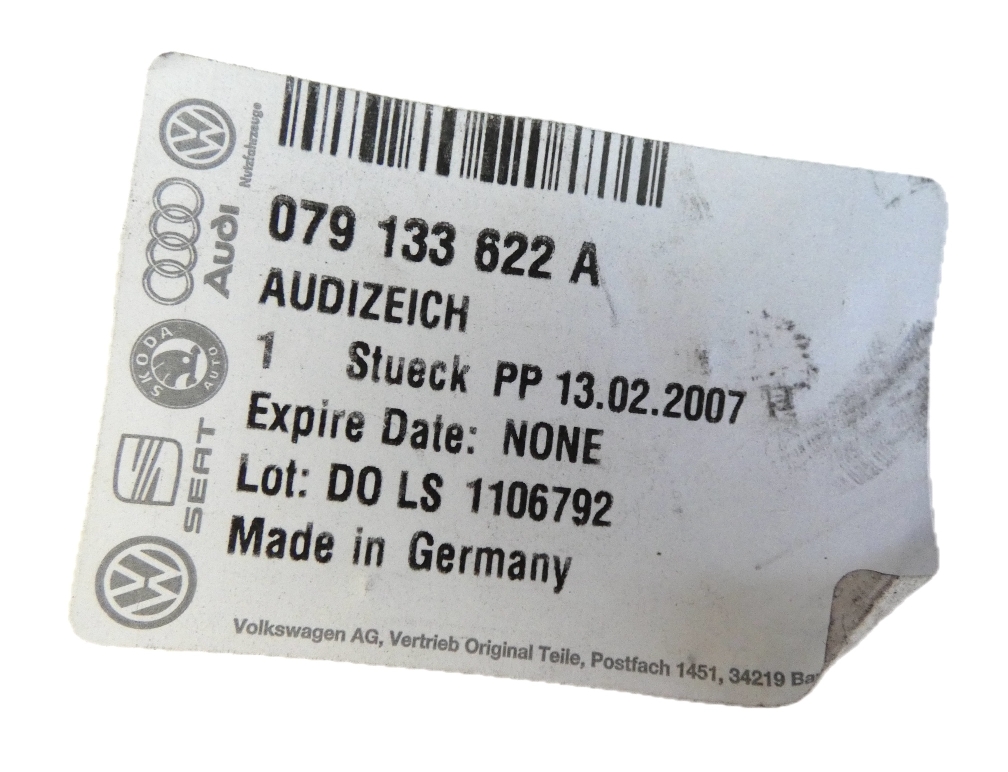 079 133 622 A
AUDIZEICH
1 Stueck PP 13.02.2007
Expire Date: NONE
Lot: DO LS 1106792
Made in Germany
Volkswagen AG, Vertrieb Original Teile, Postfach 1451, 34219
Nutzfahrzeuge
Audi
SKODA AUTO
SEAT